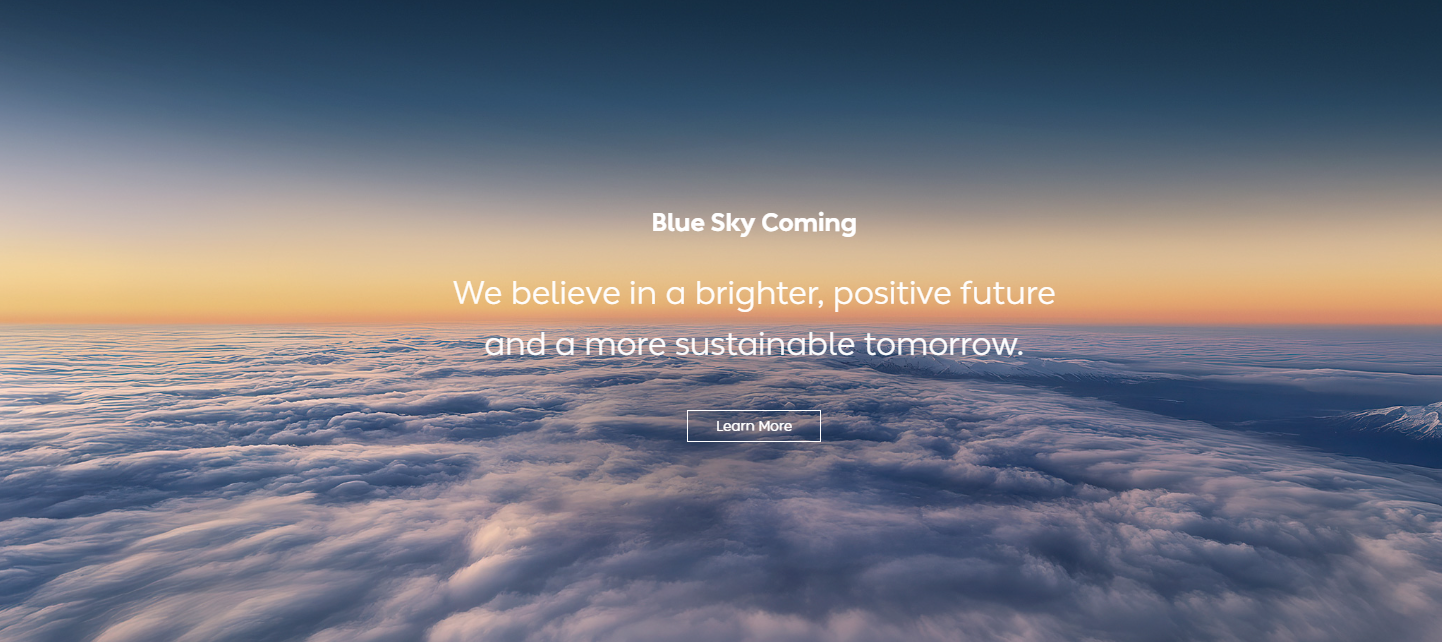 Blue Sky Coming
We believe in a brighter, positive future
and a more sustainable tomorrow.
Learn More